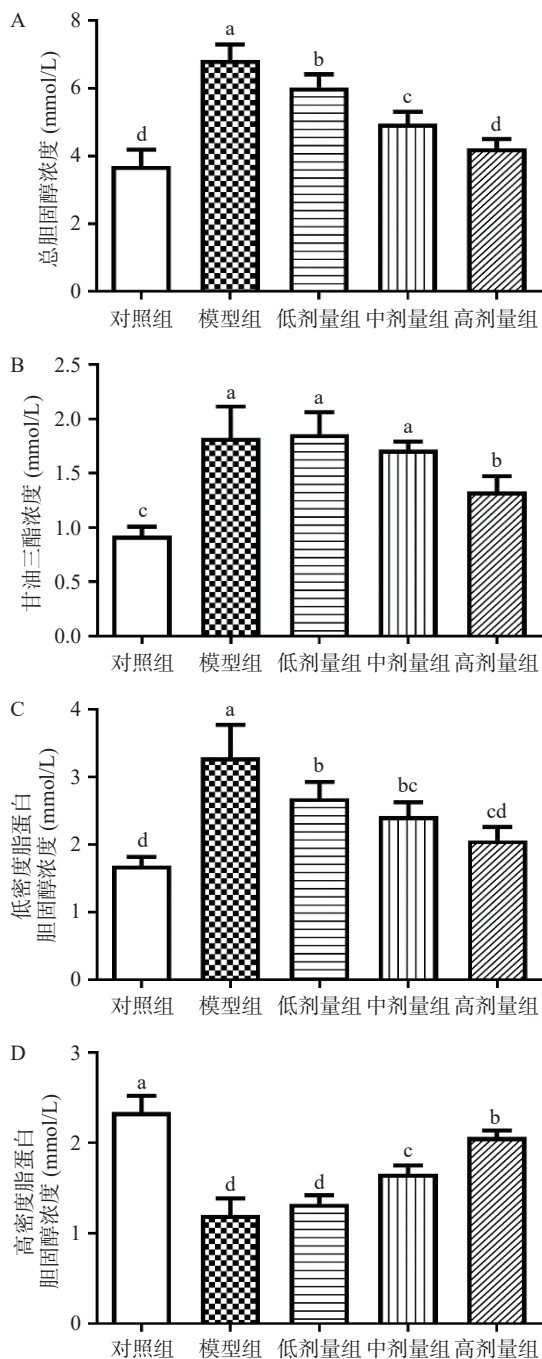 A
总胆固醇浓度 (mmol/L)
8
6
4
2
0
d
a
b
c
d
对照组 模型组 低剂量组 中剂量组 高剂量组
B
甘油三酯浓度 (mmol/L)
2.5
2.0
1.5
1.0
0.5
0.0
c
a
a
a
b
对照组 模型组 低剂量组 中剂量组 高剂量组
C
低密度脂蛋白
胆固醇浓度 (mmol/L)
4
3
2
1
0
d
a
b
bc
cd
对照组 模型组 低剂量组 中剂量组 高剂量组
D
高密度脂蛋白
胆固醇浓度 (mmol/L)
3
2
1
0
a
d
d
c
b
对照组 模型组 低剂量组 中剂量组 高剂量组